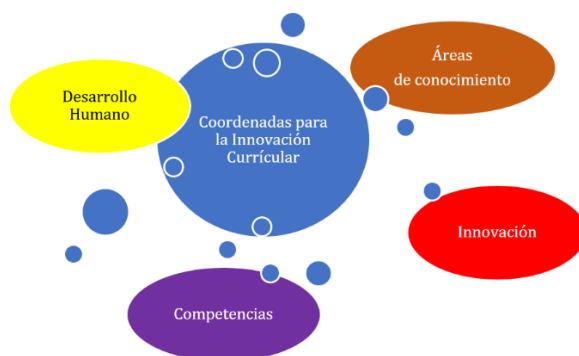 Áreas
de conocimiento
Desarrollo
Humano
Coordenadas para
la Innovación
Currícular
Innovación
Competencias